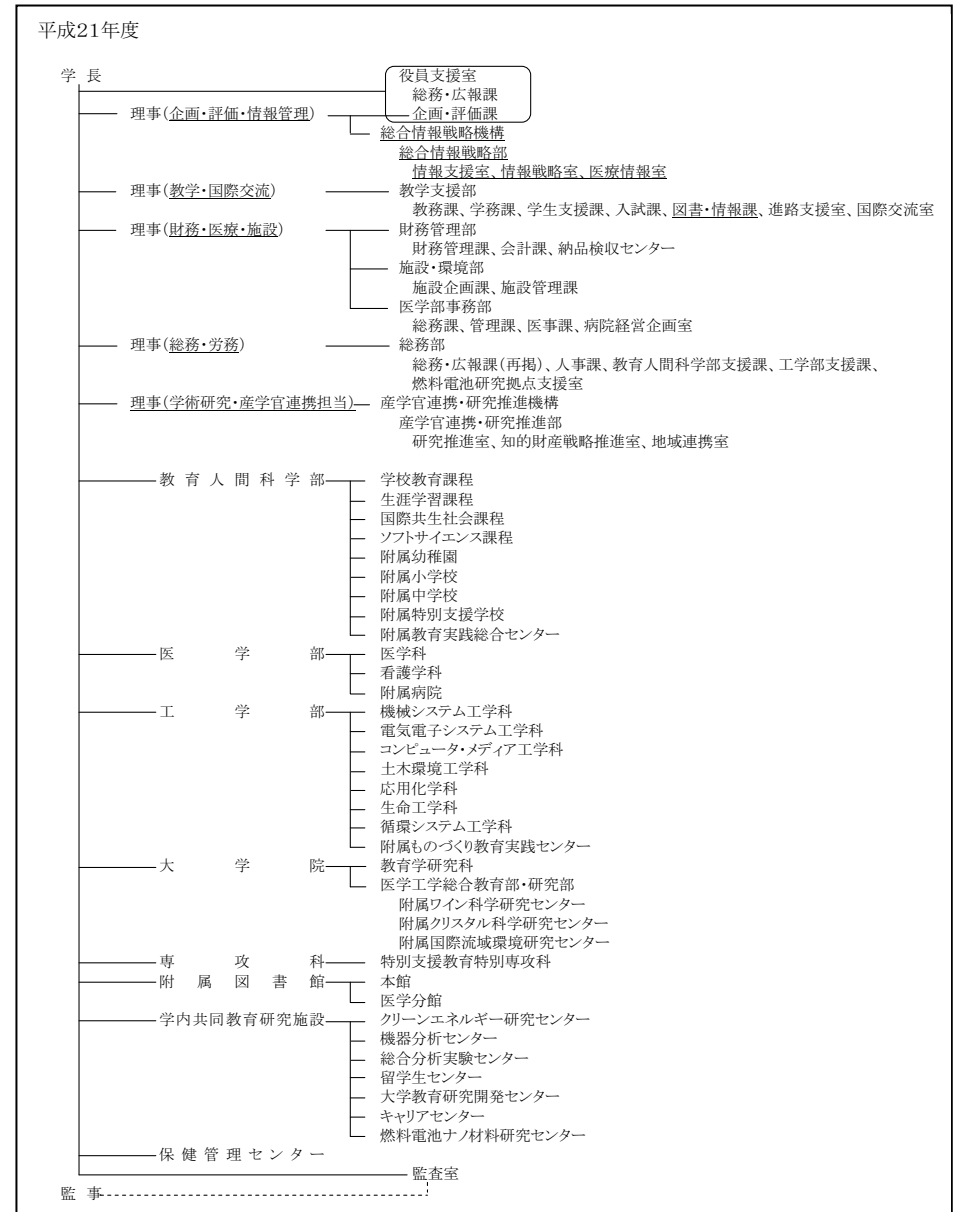 平成21年度
学 長
役員支援室
総務・広報課
理事(企画・評価・情報管理) 企画・評価課
総合情報戦略機構
総合情報戦略部
情報支援室、情報戦略室、医療情報室
理事(教学・国際交流) 教学支援部
教務課、学務課、学生支援課、入試課、図書・情報課、進路支援室、国際交流室
理事(財務・医療・施設) 財務管理部
財務管理課、会計課、納品検収センター
施設・環境部
施設企画課、施設管理課
医学部事務部
総務課、管理課、医事課、病院経営企画室
理事(総務・労務) 総務部
総務・広報課(再掲)、人事課、教育人間科学部支援課、工学部支援課、
燃料電池研究拠点支援室
理事(学術研究・産学官連携担当) 産学官連携・研究推進機構
産学官連携・研究推進部
研究推進室、知的財産戦略推進室、地域連携室
教育人間科学部 学校教育課程
生涯学習課程
国際共生社会課程
ソフトサイエンス課程
附属幼稚園
附属小学校
附属中学校
附属特別支援学校
附属教育実践総合センター
医学部 医学科
看護学科
附属病院
工学部 機械システム工学科
電気電子システム工学科
コンピュータ・メディア工学科
土木環境工学科
応用化学科
生命工学科
循環システム工学科
附属ものづくり教育実践センター
大学院 教育学研究科
医学工学総合教育部・研究部
附属ワイン科学研究センター
附属クリスタル科学研究センター
附属国際流域環境研究センター
専攻科 特別支援教育特別専攻科
附属図書館 本館
医学分館
学内共同教育研究施設 クリーンエネルギー研究センター
機器分析センター
総合分析実験センター
留学生センター
大学教育研究開発センター
キャリアセンター
燃料電池ナノ材料研究センター
保健管理センター
監査室
監 事